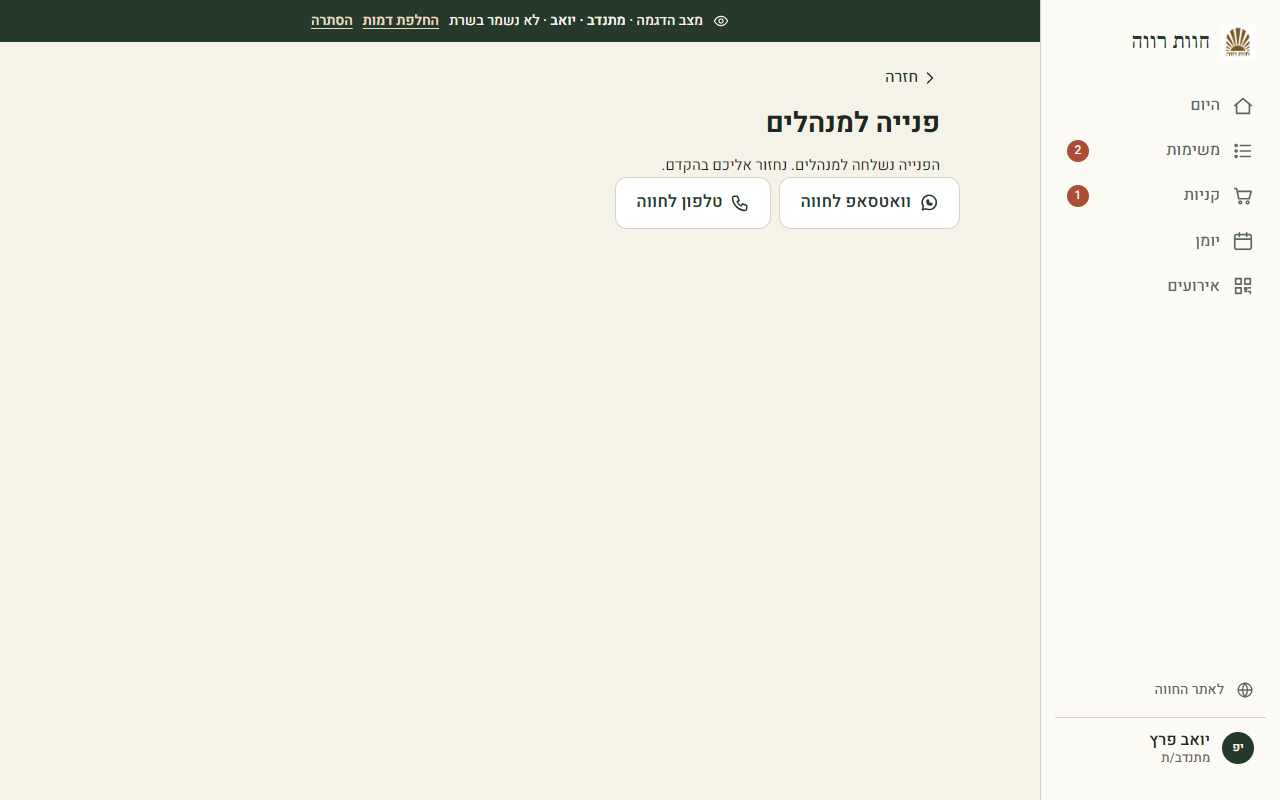 מצב הדגמה · מתנדב · יואב · לא נשמר בשרת החלפת דמות הסתרה
חוות רווה
היום
משימות 2
קניות 1
יומן
אירועים
לאתר החווה
יפ
יואב פרץ
מתנדב/ת
חזרה
פנייה למנהלים
הפנייה נשלחה למנהלים. נחזור אליכם בהקדם.
וואטסאפ לחווה
טלפון לחווה